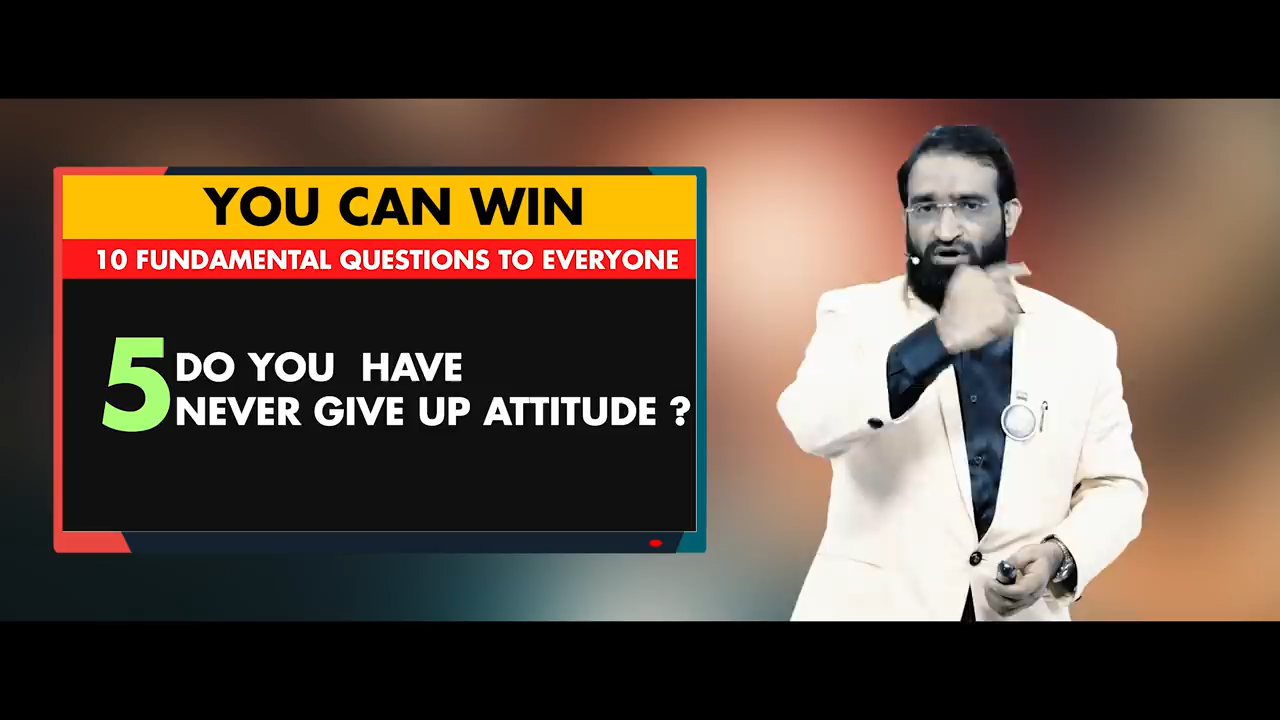 YOU CAN WIN
10 FUNDAMENTAL QUESTIONS TO EVERYONE
5 DO YOU HAVE
NEVER GIVE UP ATTITUDE ?